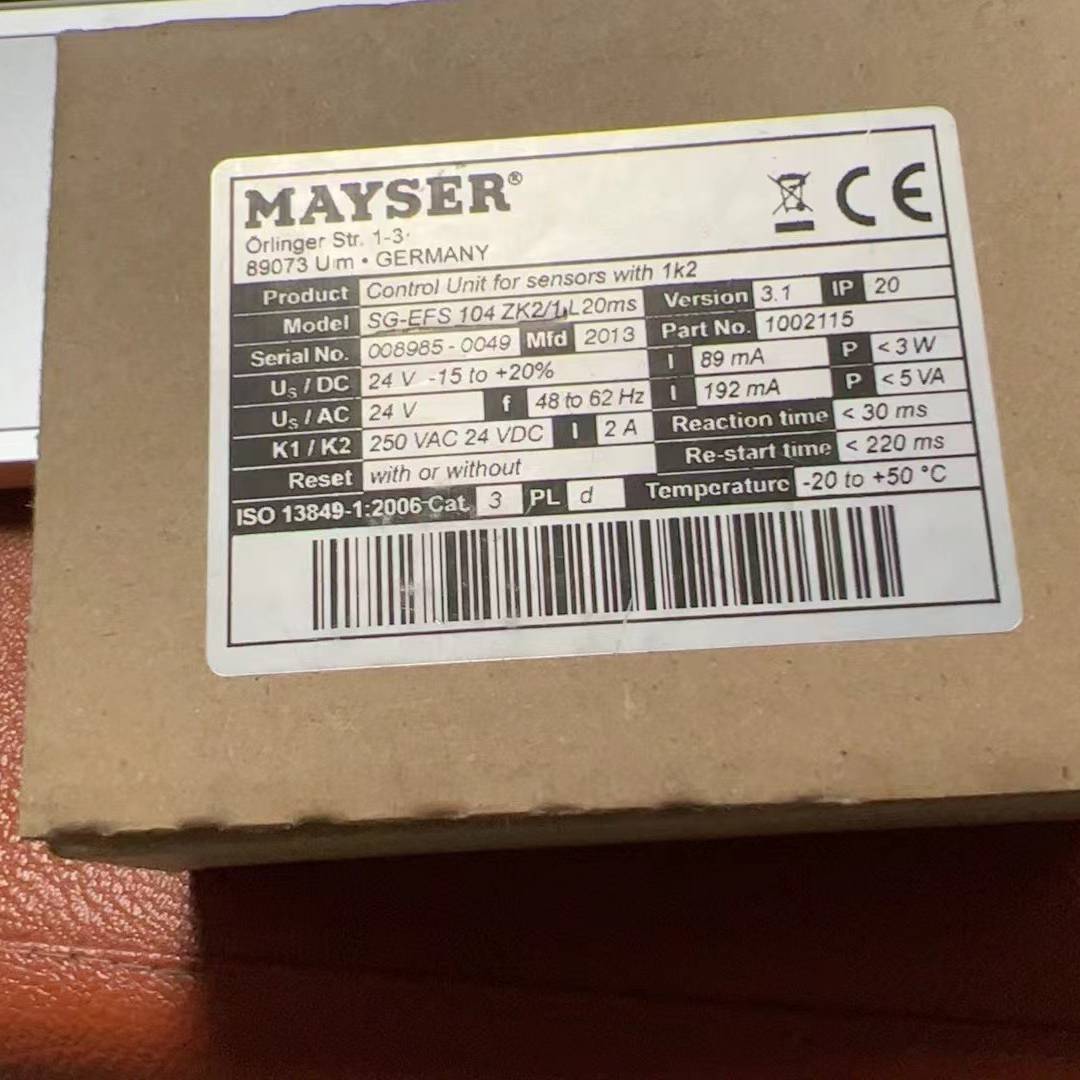 MAYSER®
CE
Örlinger Str. 1-3
89073 Ulm • GERMANY
Product Control Unit for sensors with 1k2
Model SG-EFS 104 ZK2/1 L20ms Version 3.1 IP 20
Serial No. 008985-0049 Mfd 2013 Part No. 1002115
Us / DC 24 V -15 to +20% I 89 mA P < 3 W
Us / AC 24 V f 48 to 62 Hz I 192 mA P < 5 VA
K1 / K2 250 VAC 24 VDC I 2 A Reaction time < 30 ms
Reset with or without Re-start time < 220 ms
ISO 13849-1:2006 Cat. 3 PL d Temperature -20 to +50 °C